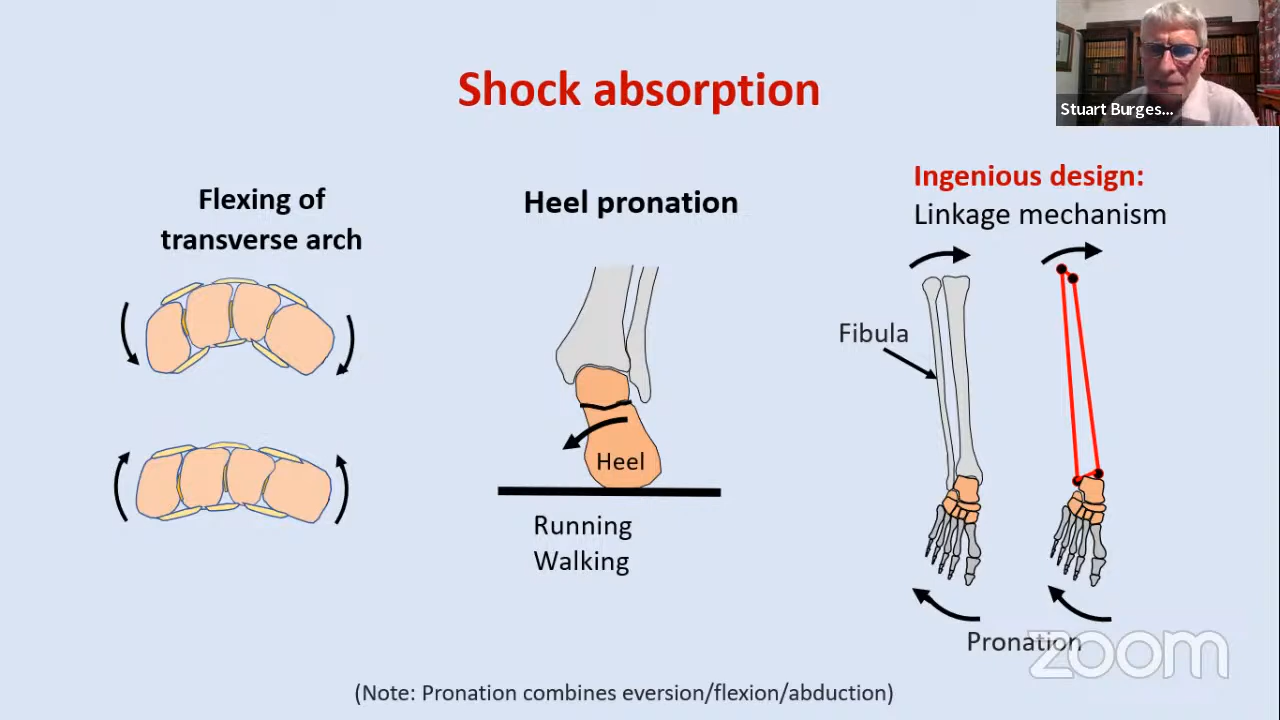 Shock absorption
Stuart Burges...
Flexing of
transverse arch
Heel pronation
Ingenious design:
Linkage mechanism
Fibula
Heel
Running
Walking
Pronation
zoom
(Note: Pronation combines eversion/flexion/abduction)